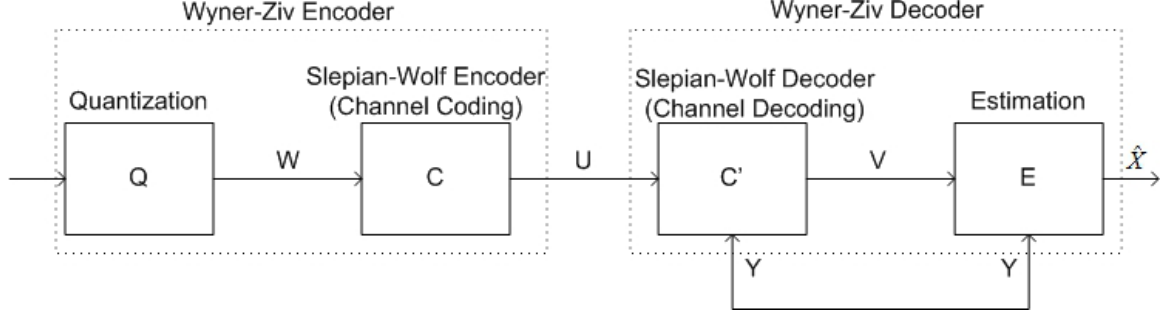 Wyner-Ziv Encoder
Wyner-Ziv Decoder
Quantization
Slepian-Wolf Encoder
(Channel Coding)
Slepian-Wolf Decoder
(Channel Decoding)
Estimation
Q
W
C
U
C'
V
E
X̂
Y
Y